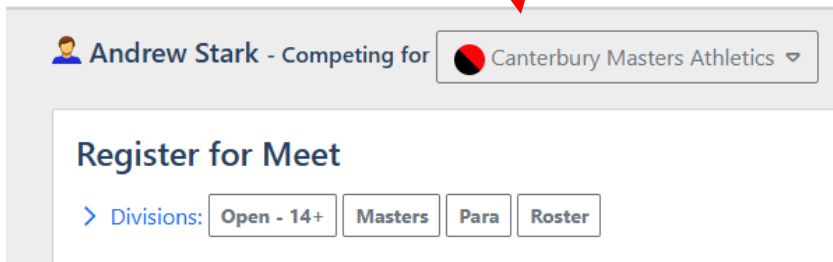 Andrew Stark - Competing for Canterbury Masters Athletics
Register for Meet
Divisions: Open - 14+ Masters Para Roster